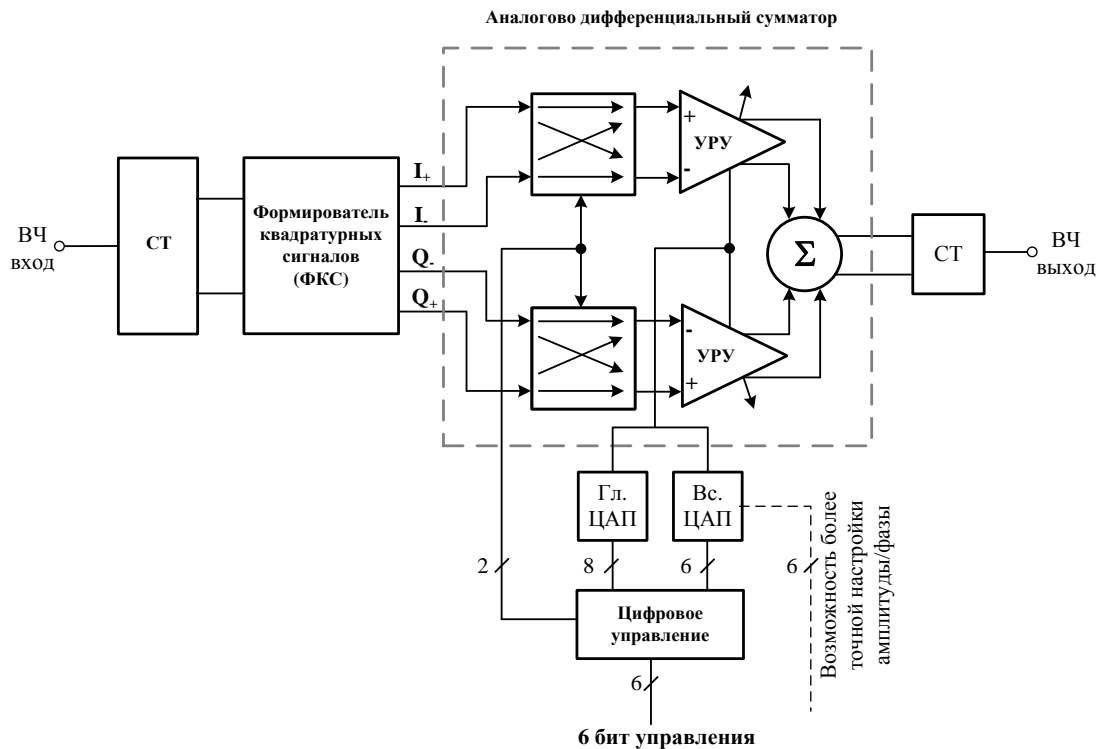 Аналогово дифференциальный сумматор
ВЧ
вход
СТ
Формирователь
квадратурных
сигналов
(ФКС)
I+
I-
Q-
Q+
+
-
УРУ
-
+
УРУ
Σ
СТ
ВЧ
выход
Гл.
ЦАП
Вс.
ЦАП
2
8
6
6
Возможность более
точной настройки
амплитуды/фазы
Цифровое
управление
6
6 бит управления